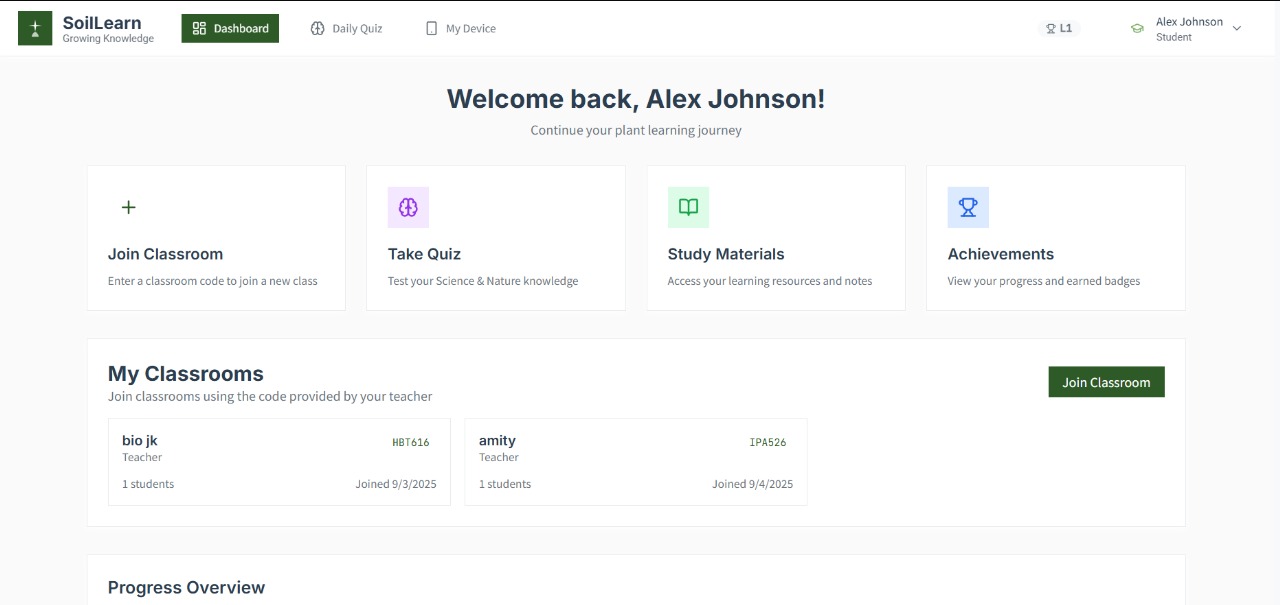 SoilLearn
Growing Knowledge
Dashboard
Daily Quiz
My Device
L1
Alex Johnson
Student
Welcome back, Alex Johnson!
Continue your plant learning journey
Join Classroom
Enter a classroom code to join a new class
Take Quiz
Test your Science & Nature knowledge
Study Materials
Access your learning resources and notes
Achievements
View your progress and earned badges
My Classrooms
Join classrooms using the code provided by your teacher
Join Classroom
bio jk
HBT616
Teacher
1 students
Joined 9/3/2025
amity
IPA526
Teacher
1 students
Joined 9/4/2025
Progress Overview